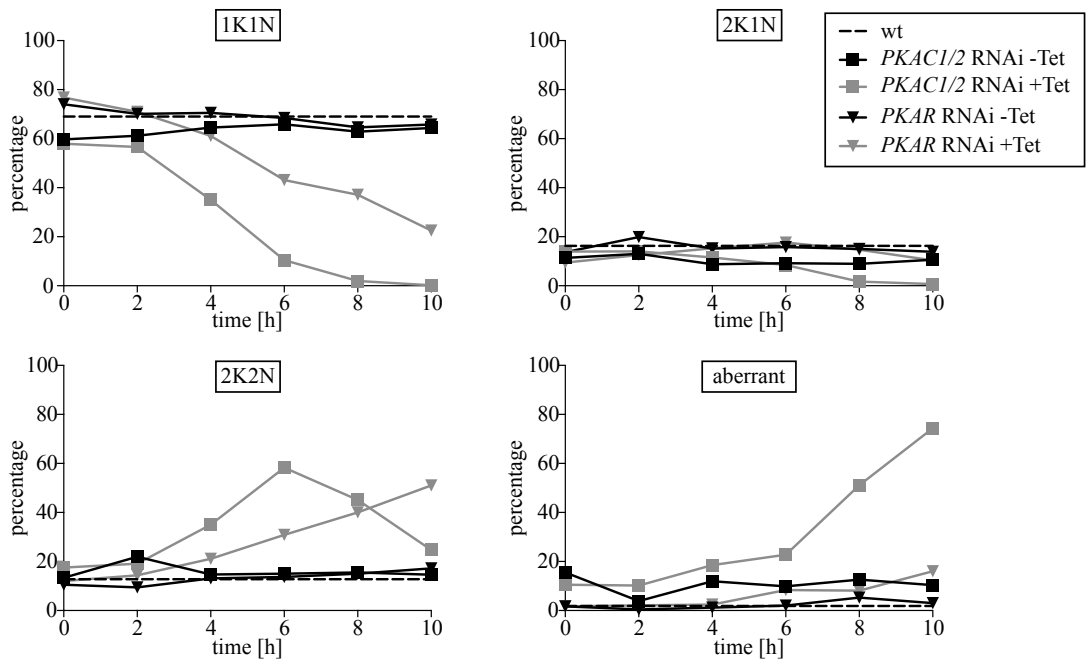 1K1N
100
80
60
40
20
0
percentage
0 2 4 6 8 10
time [h]
2K1N
100
80
60
40
20
0
percentage
0 2 4 6 8 10
time [h]
wt
PKAC1/2 RNAi -Tet
PKAC1/2 RNAi +Tet
PKAR RNAi -Tet
PKAR RNAi +Tet
2K2N
100
80
60
40
20
0
percentage
0 2 4 6 8 10
time [h]
aberrant
100
80
60
40
20
0
percentage
0 2 4 6 8 10
time [h]